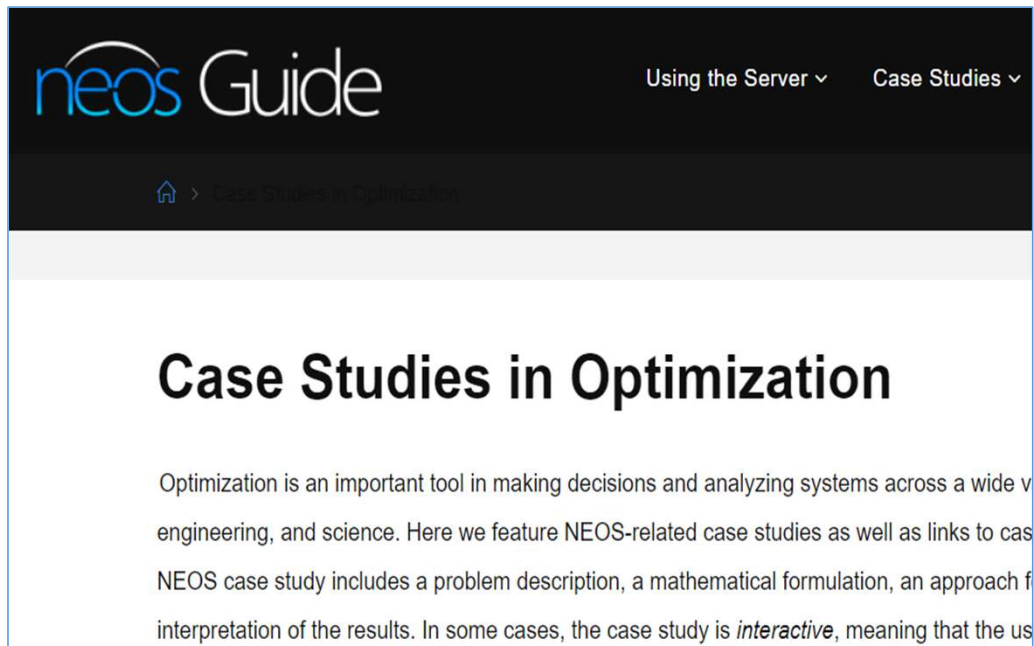 neos Guide
Using the Server Case Studies
Case Studies in Optimization
Case Studies in Optimization
Optimization is an important tool in making decisions and analyzing systems across a wide v
engineering, and science. Here we feature NEOS-related case studies as well as links to cas
NEOS case study includes a problem description, a mathematical formulation, an approach f
interpretation of the results. In some cases, the case study is interactive, meaning that the us